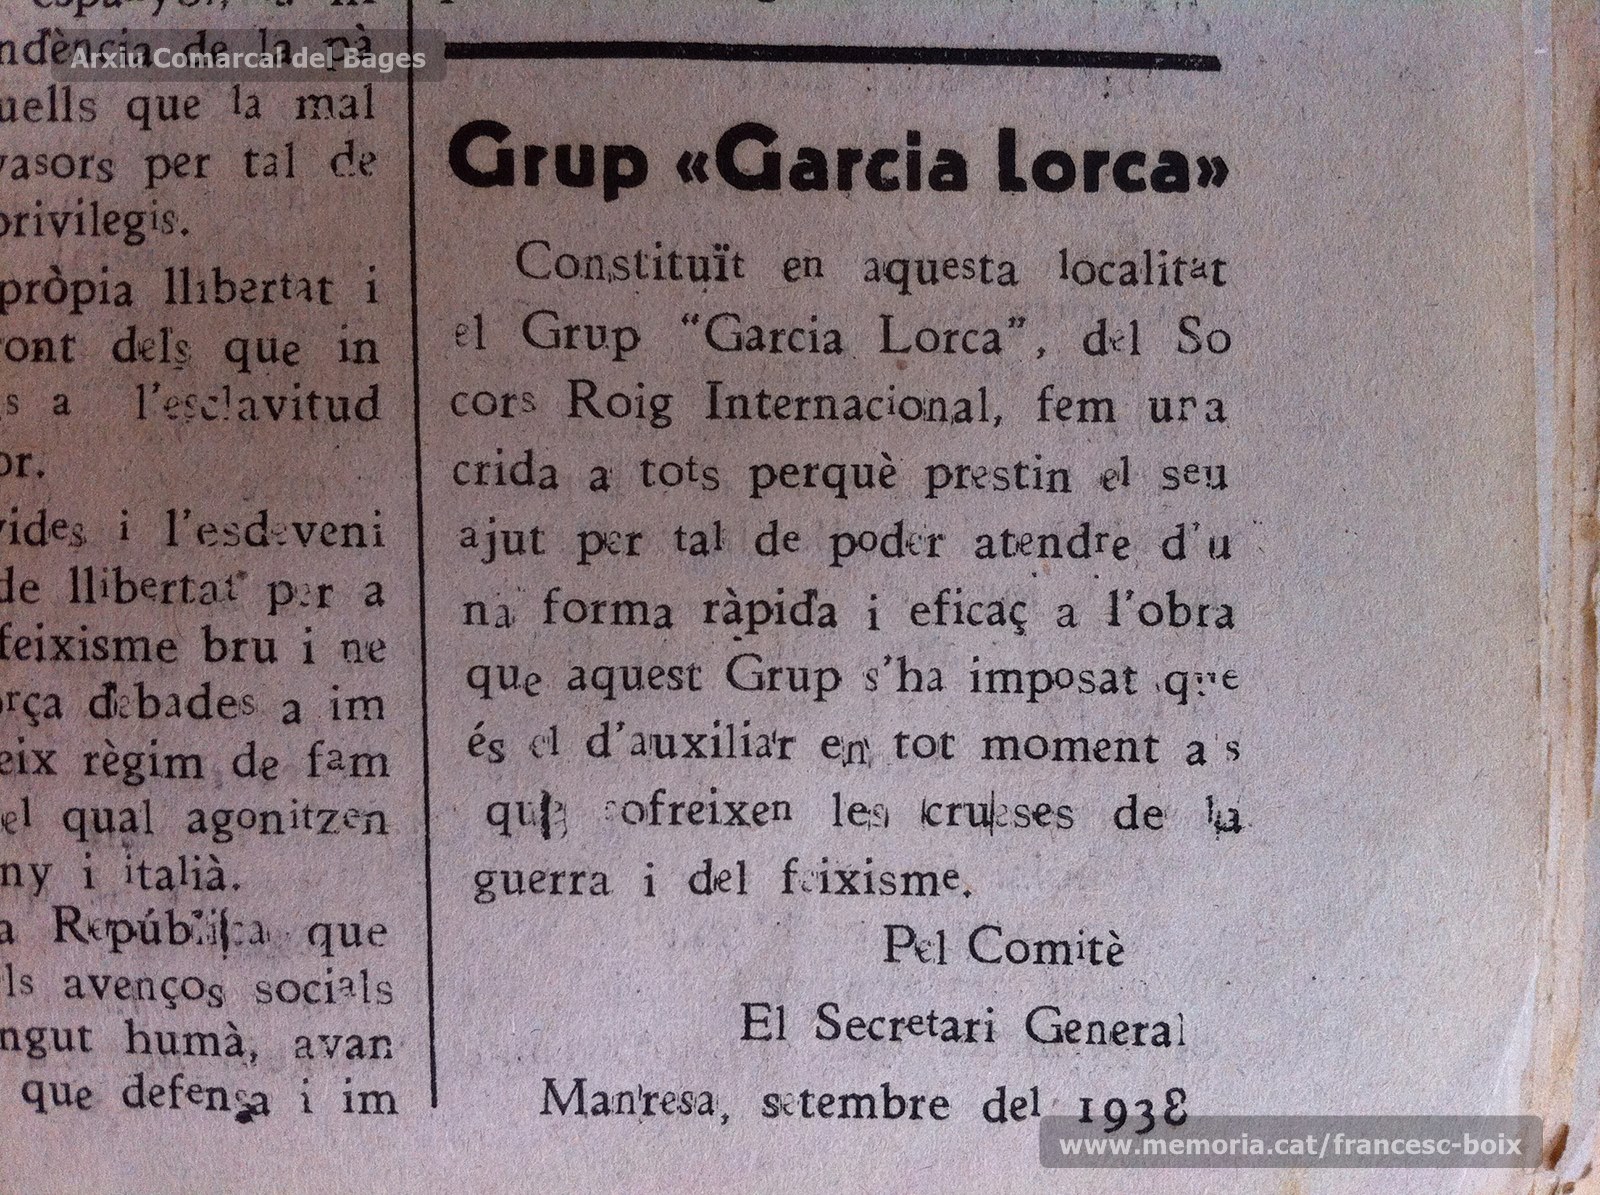 Arxiu Comarcal del Bages
ndència de la pà
uells que la mal
vasors per tal de
privilegis.
pròpia llibertat i
ront dels que in
s a l'esclavitud
or.
vides i l'esdeveni
de llibertat per a
feixisme bru i ne
rça debades a im
eix règim de fam
el qual agonitzen
ny i italià.
a República que
ls avenços socials
ngut humà, avan
que defensa i im
Grup «Garcia Lorca»
Constituït en aquesta localitat
el Grup "Garcia Lorca", del So
cors Roig Internacional, fem una
crida a tots perquè prestin el seu
ajut per tal de poder atendre d'u
na forma ràpida i eficaç a l'obra
que aquest Grup s'ha imposat que
és el d'auxiliar en tot moment a's
que sofreixen les crueses de la
guerra i del feixisme.
Pel Comitè
El Secretari General
Manresa, setembre del 1938
www.memoria.cat/francesc-boix